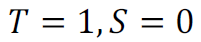 T = 1, S = 0